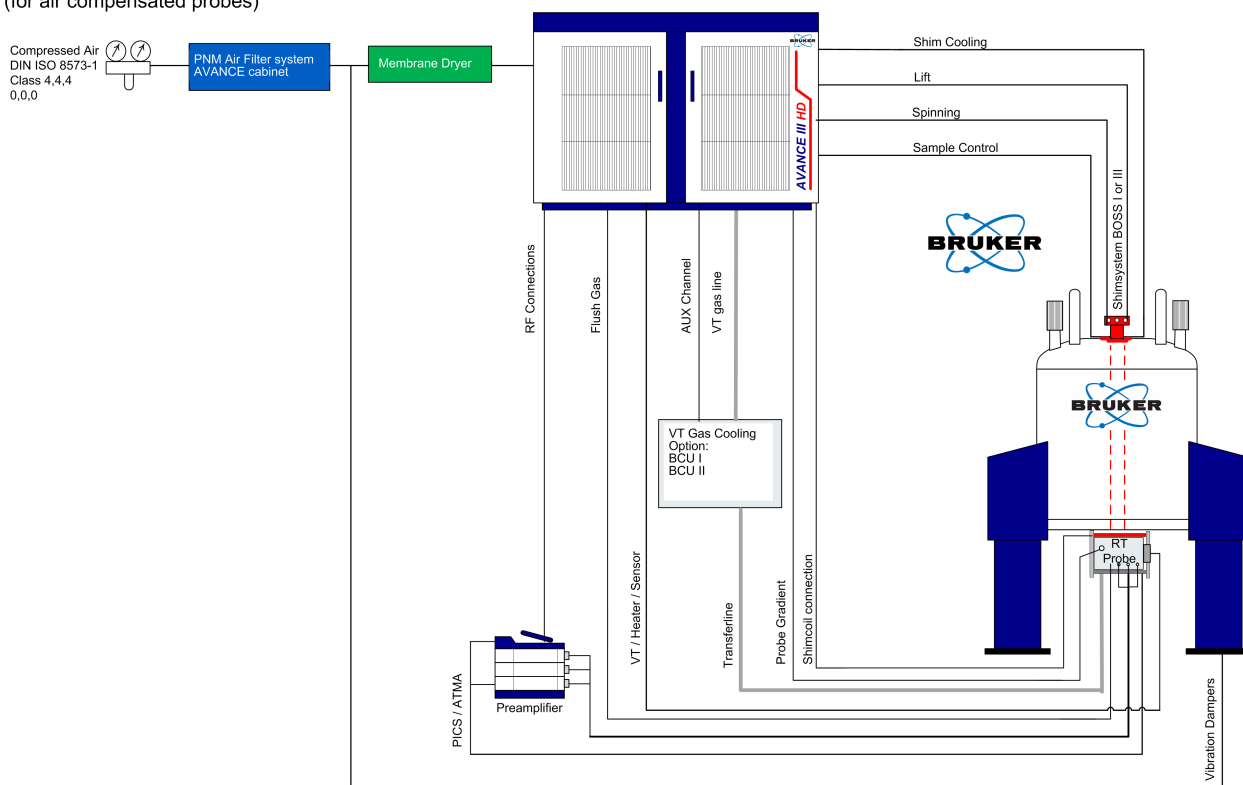 (for air compensated probes)
Compressed Air
DIN ISO 8573-1
Class 4,4,4
0,0,0
PNM Air Filter system
AVANCE cabinet
Membrane Dryer
BRUKER
AVANCE III HD
Shim Cooling
Lift
Spinning
Sample Control
Shimsystem BOSS I or III
BRUKER
BRUKER
RF Connections
Flush Gas
AUX Channel
VT gas line
VT Gas Cooling
Option:
BCU I
BCU II
RT
Probe
VT / Heater / Sensor
Transferline
Probe Gradient
Shimcoil connection
PICS / ATMA
Preamplifier
Vibration Dampers